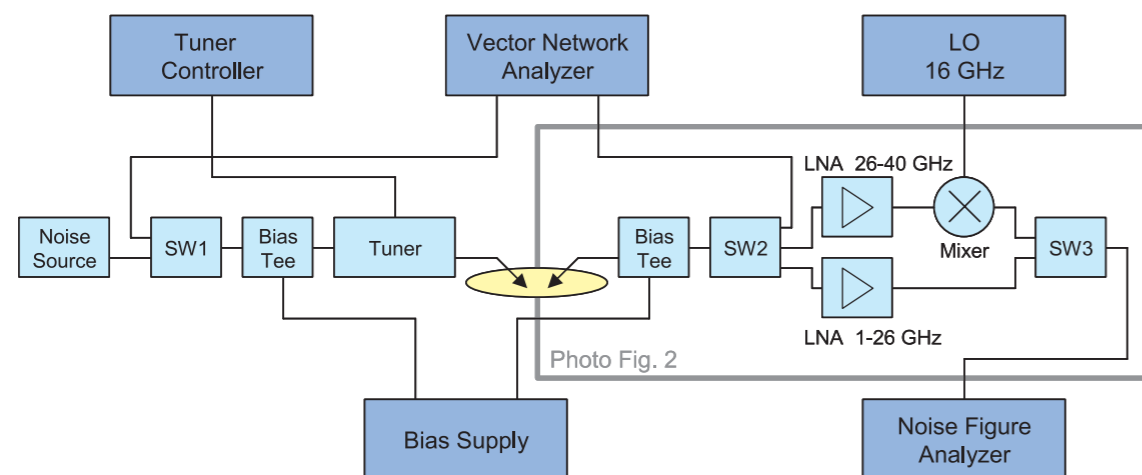 Tuner
Controller
Vector Network
Analyzer
LO
16 GHz
LNA 26-40 GHz
Noise
Source
SW1
Bias
Tee
Tuner
Bias
Tee
SW2
Mixer
SW3
LNA 1-26 GHz
Photo Fig. 2
Bias Supply
Noise Figure
Analyzer